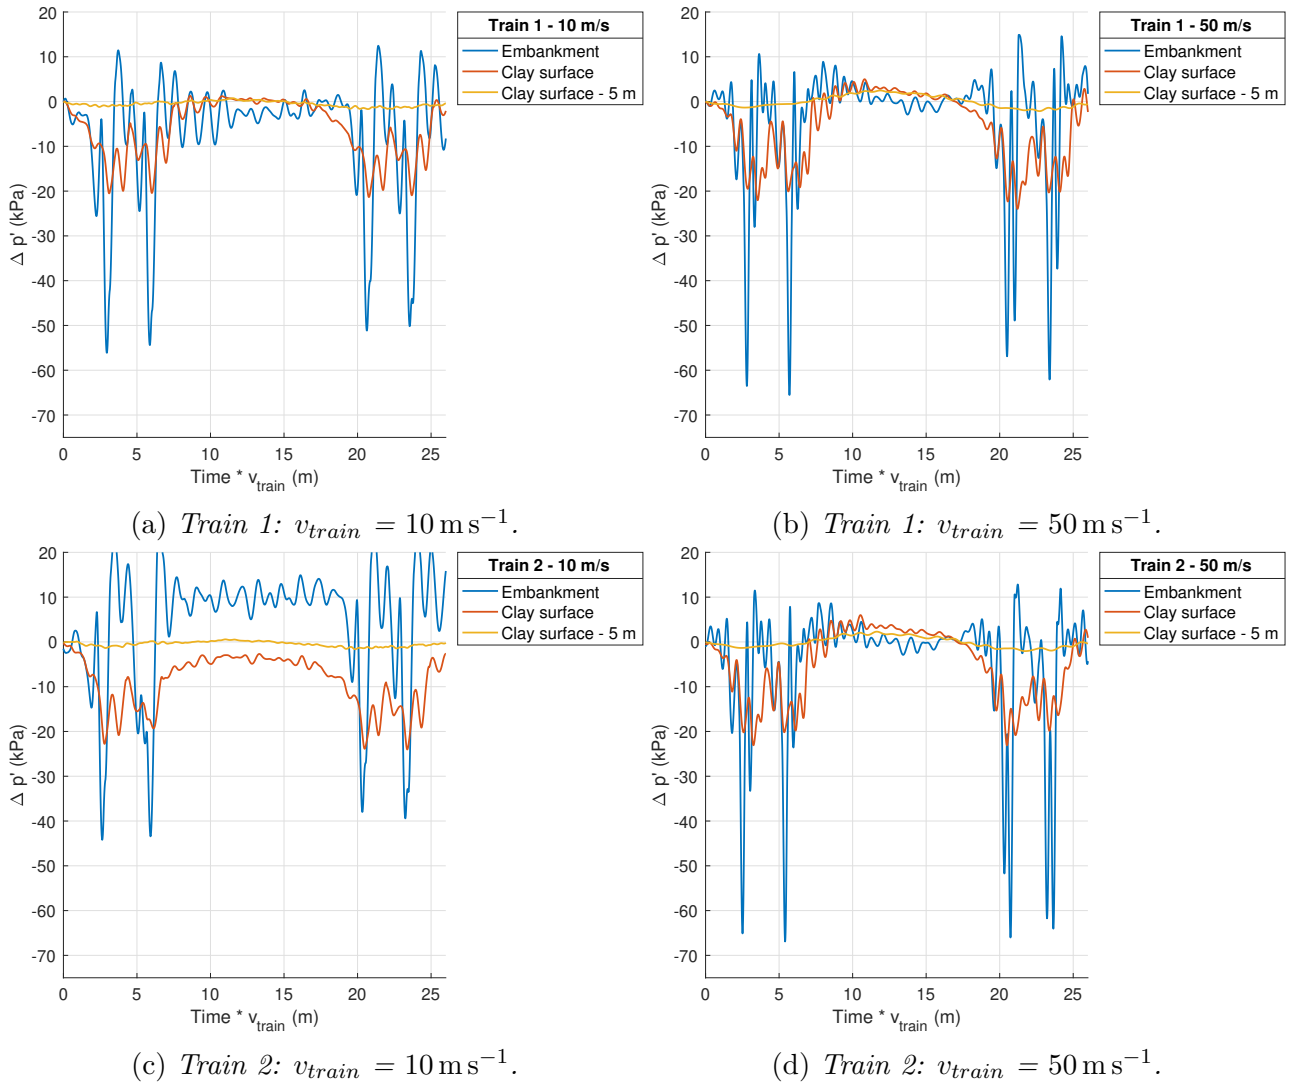 Train 1 - 10 m/s
Embankment
Clay surface
Clay surface - 5 m
20
10
0
-10
-20
-30
-40
-50
-60
-70
Δ p' (kPa)
0 5 10 15 20 25
Time * v_train (m)
(a) Train 1: v_train = 10 m s⁻¹.
Train 1 - 50 m/s
Embankment
Clay surface
Clay surface - 5 m
20
10
0
-10
-20
-30
-40
-50
-60
-70
Δ p' (kPa)
0 5 10 15 20 25
Time * v_train (m)
(b) Train 1: v_train = 50 m s⁻¹.
Train 2 - 10 m/s
Embankment
Clay surface
Clay surface - 5 m
20
10
0
-10
-20
-30
-40
-50
-60
-70
Δ p' (kPa)
0 5 10 15 20 25
Time * v_train (m)
(c) Train 2: v_train = 10 m s⁻¹.
Train 2 - 50 m/s
Embankment
Clay surface
Clay surface - 5 m
20
10
0
-10
-20
-30
-40
-50
-60
-70
Δ p' (kPa)
0 5 10 15 20 25
Time * v_train (m)
(d) Train 2: v_train = 50 m s⁻¹.